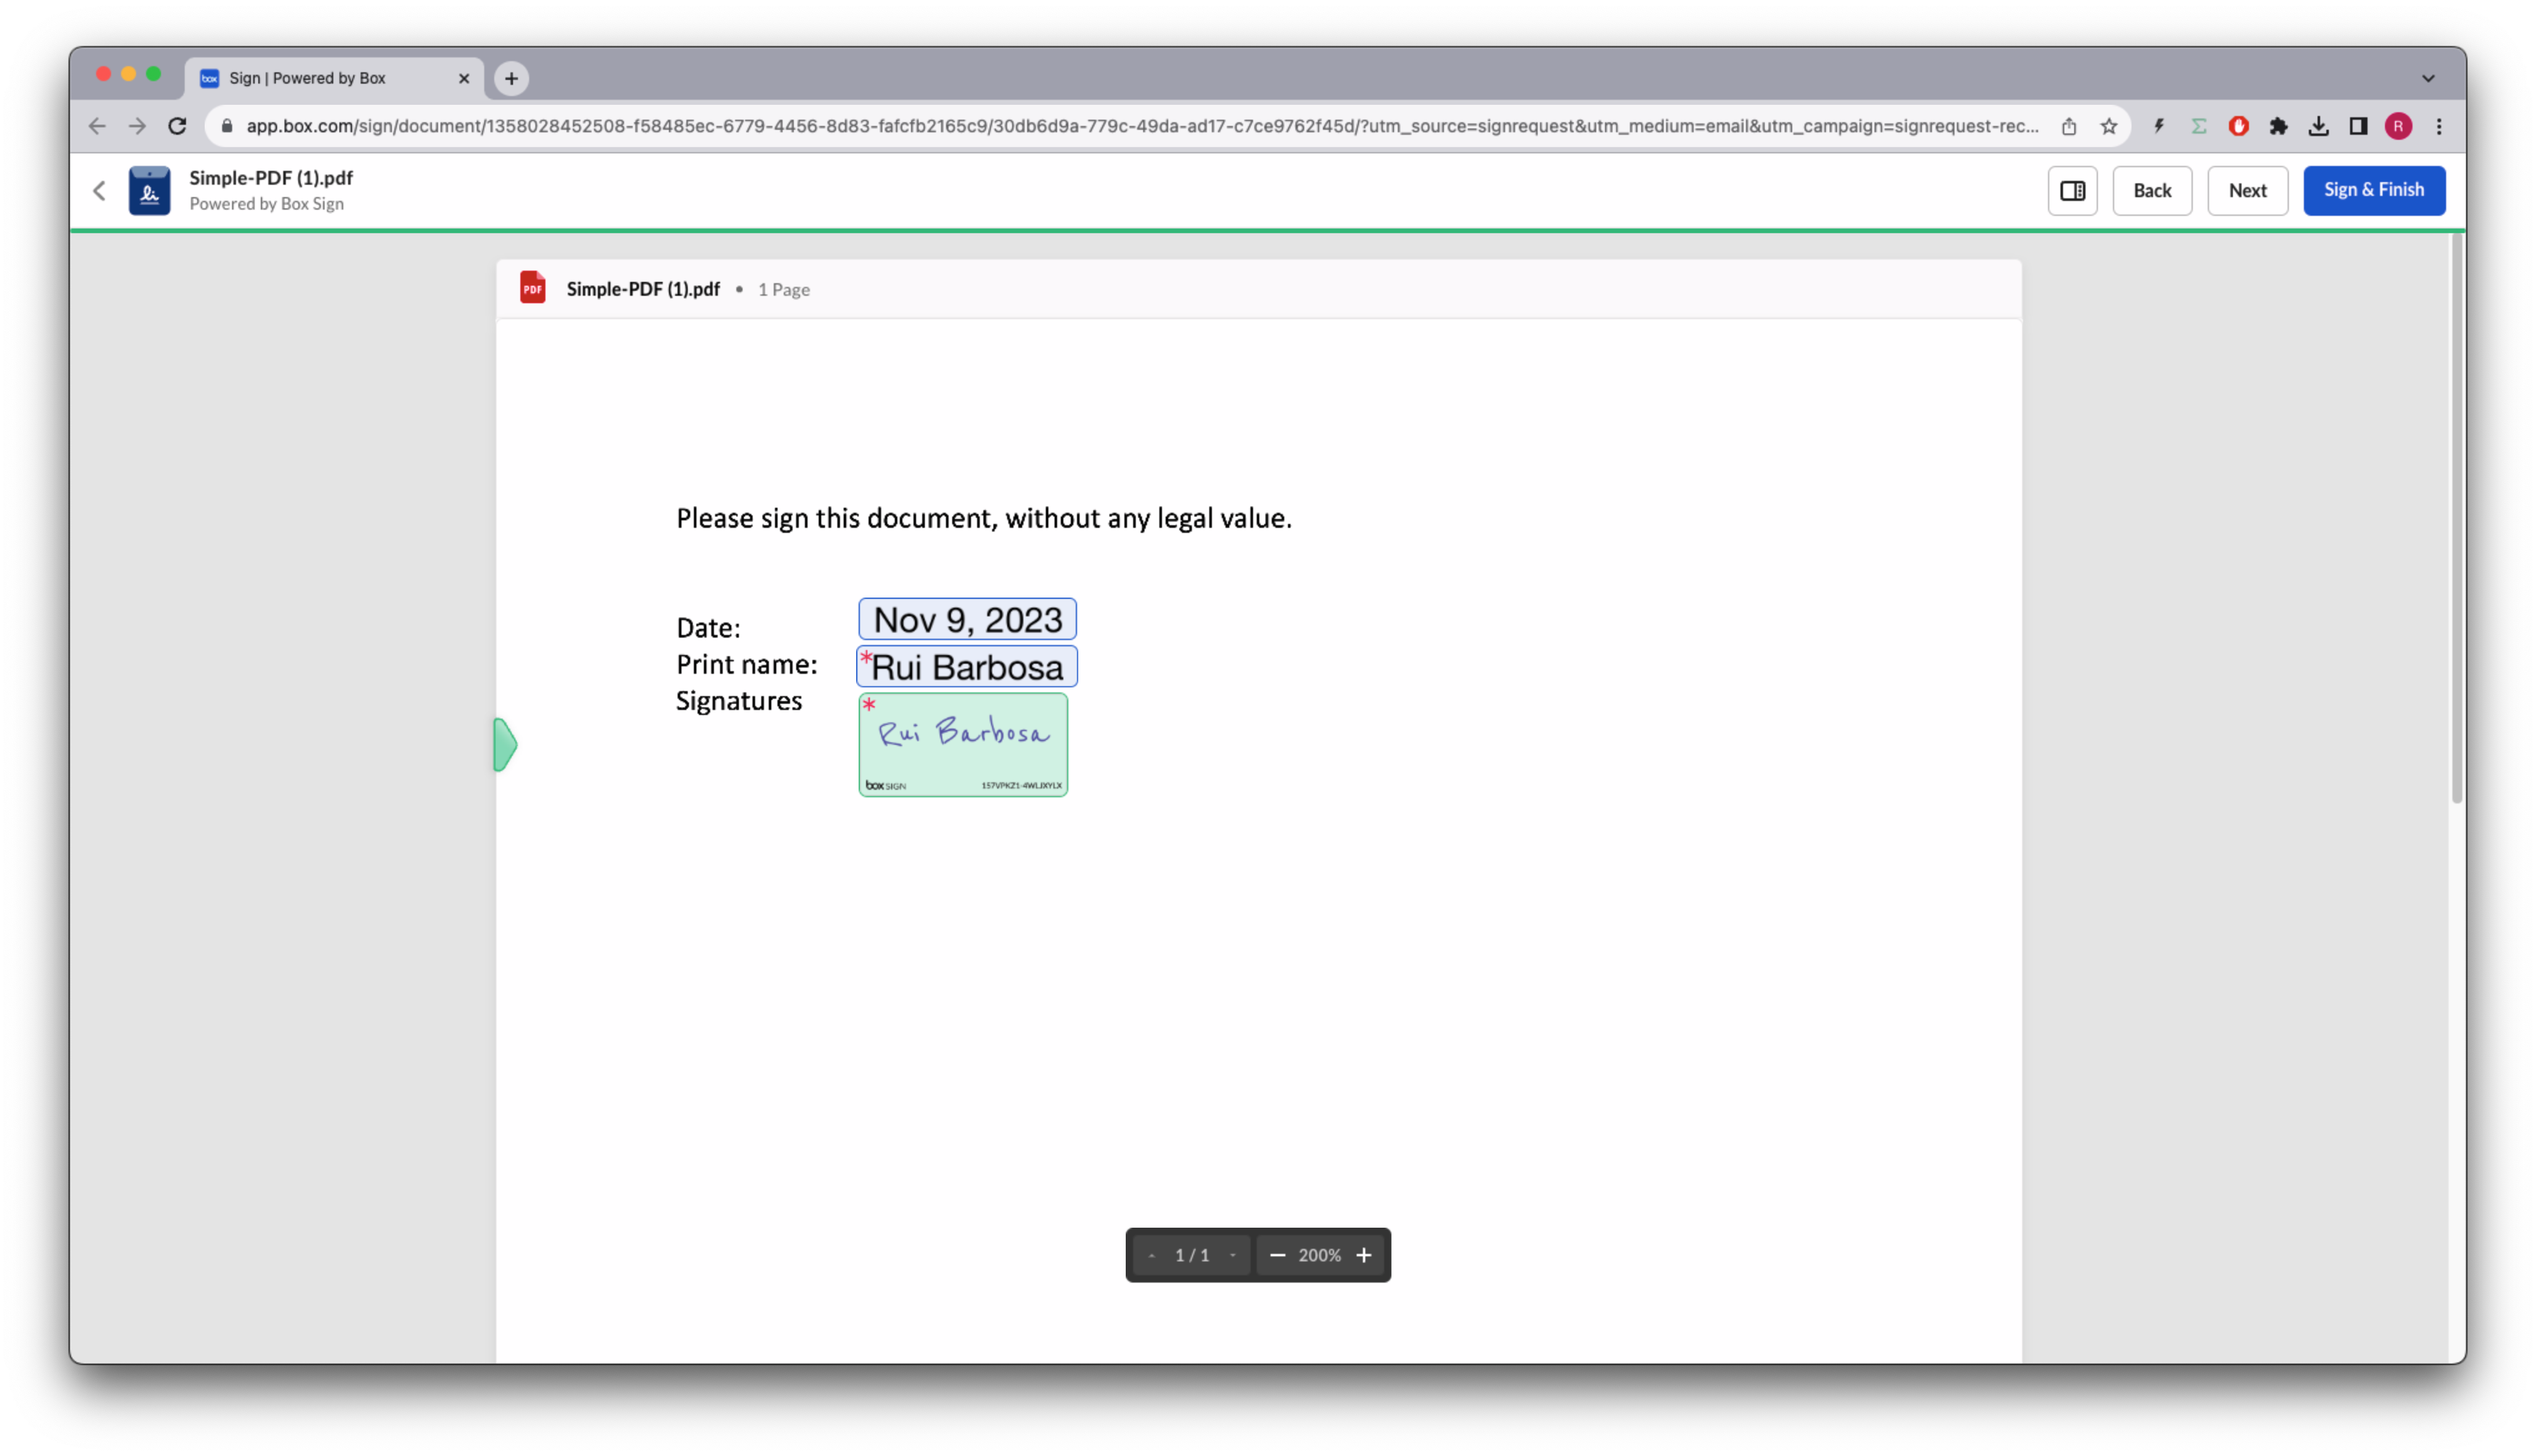 box Sign | Powered by Box
app.box.com/sign/document/1358028452508-f58485ec-6779-4456-8d83-fafcfb2165c9/30db6d9a-779c-49da-ad17-c7ce9762f45d/?utm_source=signrequest&utm_medium=email&utm_campaign=signrequest-rec... R
Simple-PDF (1).pdf
Powered by Box Sign
Back Next Sign & Finish
PDF Simple-PDF (1).pdf • 1 Page
Please sign this document, without any legal value.
Date: Nov 9, 2023
Print name: *Rui Barbosa
Signatures *
Rui Barbosa
box SIGN 157VPKZ1-4WLJXYLX
1 / 1 200%